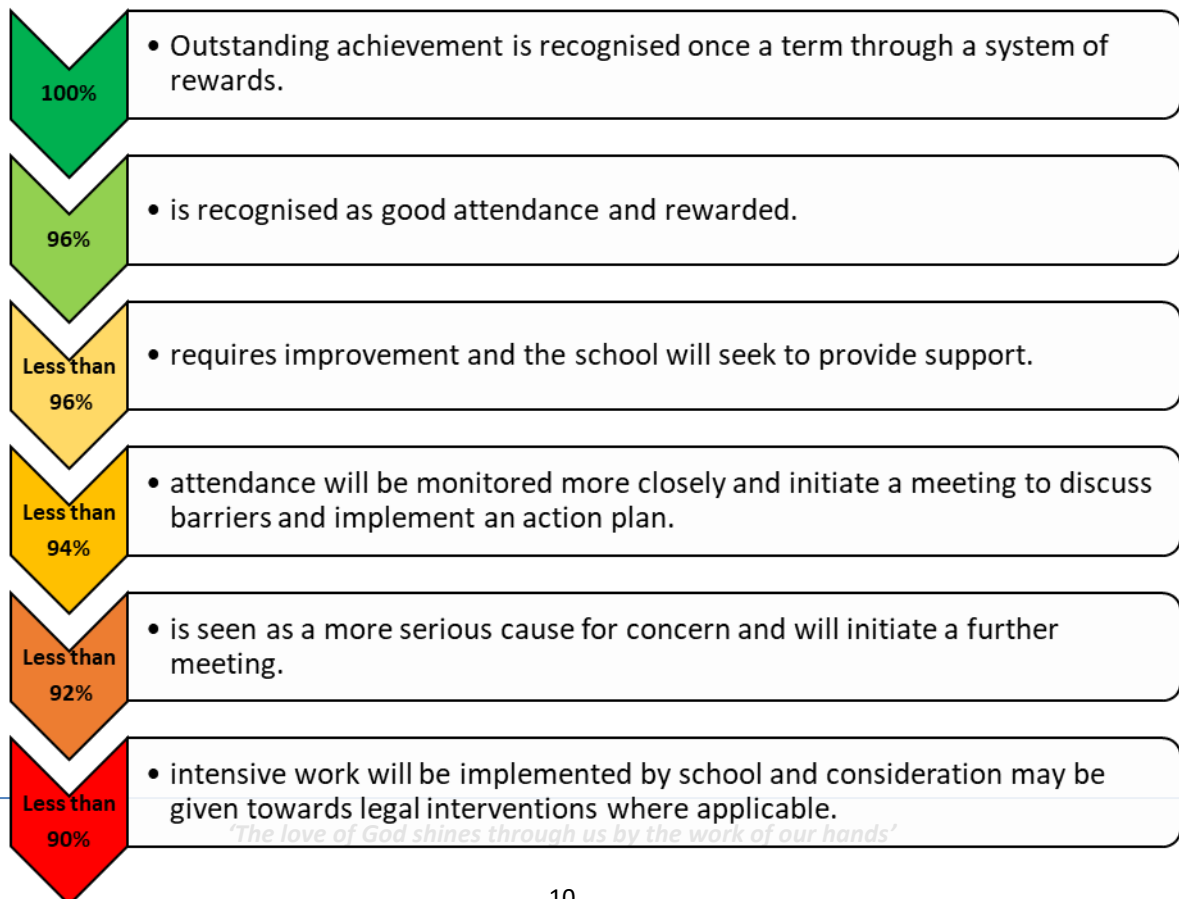 • Outstanding achievement is recognised once a term through a system of
rewards.
100%
• is recognised as good attendance and rewarded.
96%
• requires improvement and the school will seek to provide support.
Less than
96%
• attendance will be monitored more closely and initiate a meeting to discuss
barriers and implement an action plan.
Less than
94%
• is seen as a more serious cause for concern and will initiate a further
meeting.
Less than
92%
• intensive work will be implemented by school and consideration may be
given towards legal interventions where applicable.
Less than
90%
‘The love of God shines through us by the work of our hands’
10